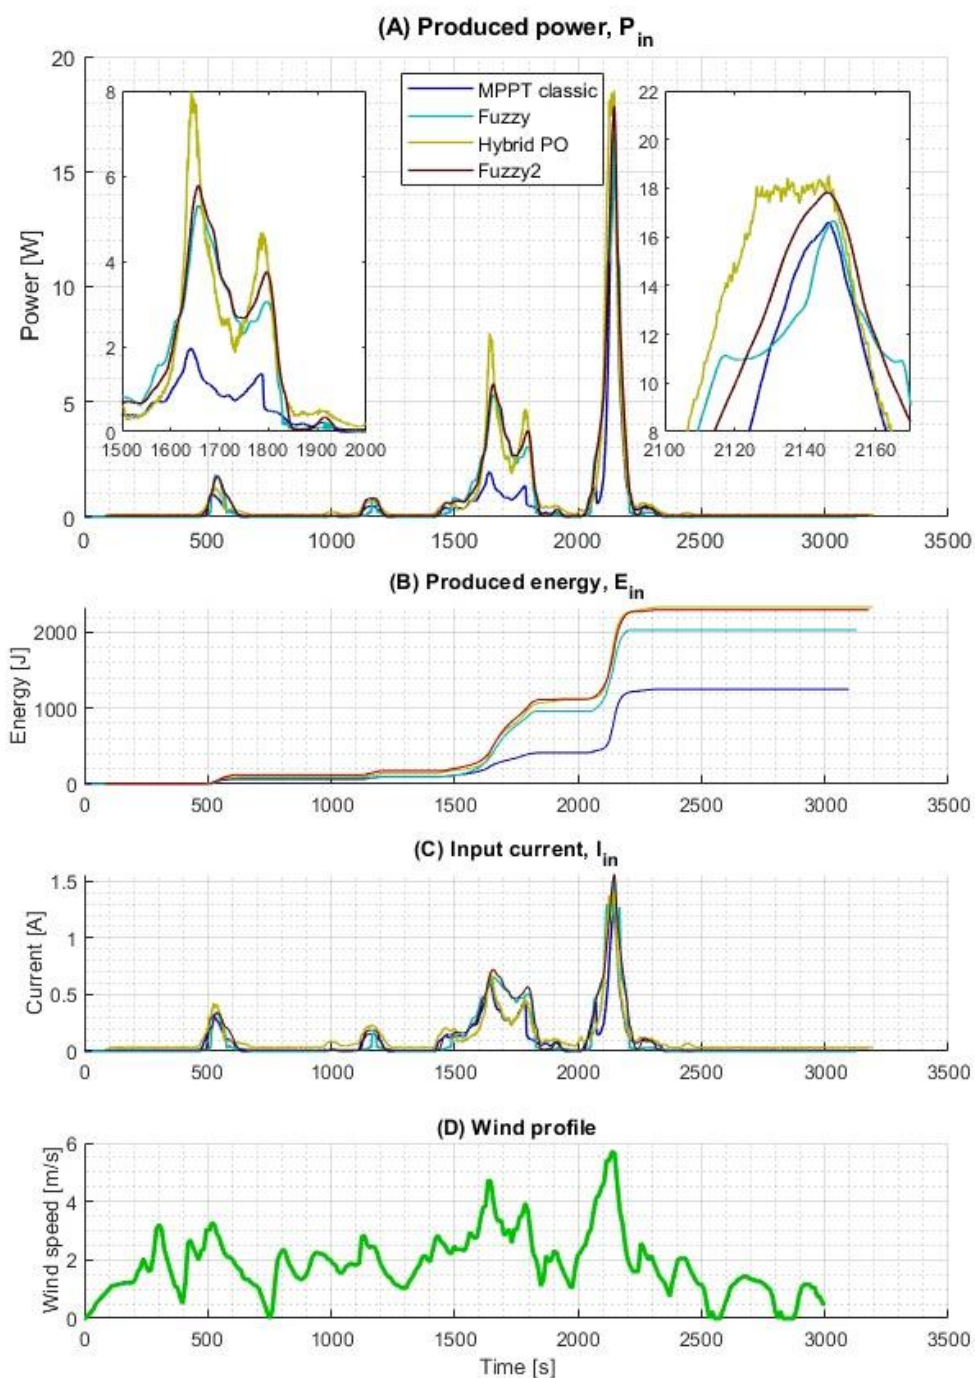 (A) Produced power, P_in
Power [W]
20
15
10
5
0
0 500 1000 1500 2000 2500 3000 3500
8
6
4
2
0
1500 1600 1700 1800 1900 2000
MPPT classic
Fuzzy
Hybrid PO
Fuzzy2
22
20
18
16
14
12
10
8
2100 2120 2140 2160
(B) Produced energy, E_in
Energy [J]
2000
1000
0
0 500 1000 1500 2000 2500 3000 3500
(C) Input current, I_in
Current [A]
1.5
1
0.5
0
0 500 1000 1500 2000 2500 3000 3500
(D) Wind profile
Wind speed [m/s]
6
4
2
0
0 500 1000 1500 2000 2500 3000 3500
Time [s]